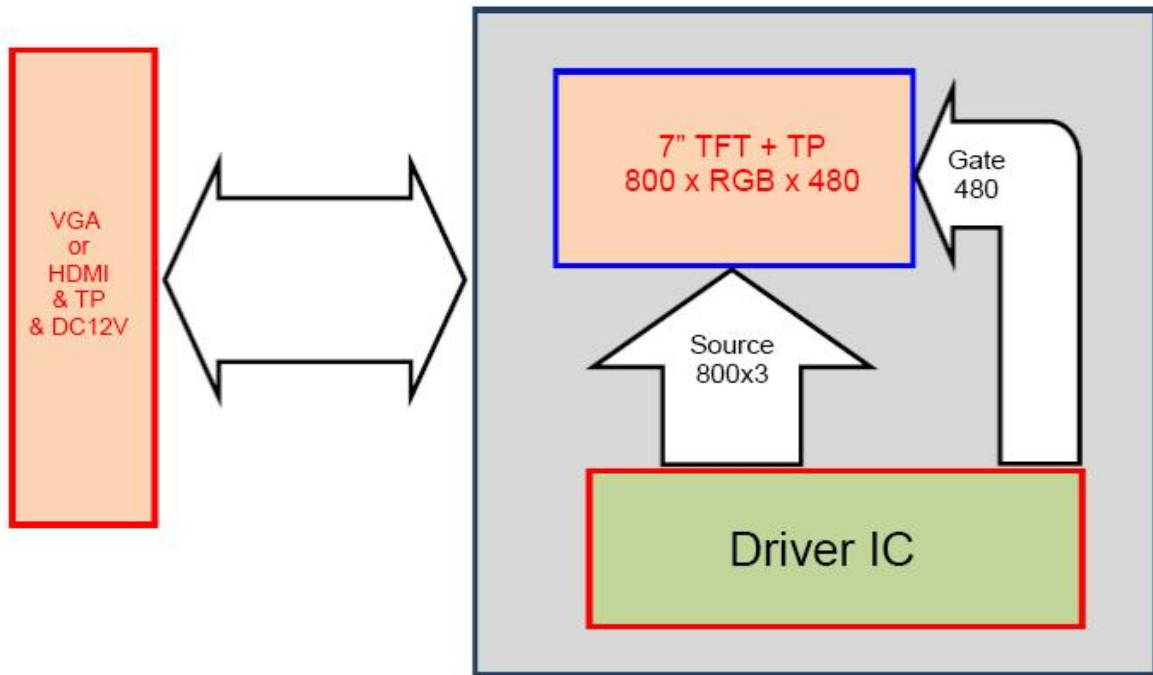 VGA
or
HDMI
& TP
& DC12V
7” TFT + TP
800 x RGB x 480
Gate
480
Source
800x3
Driver IC